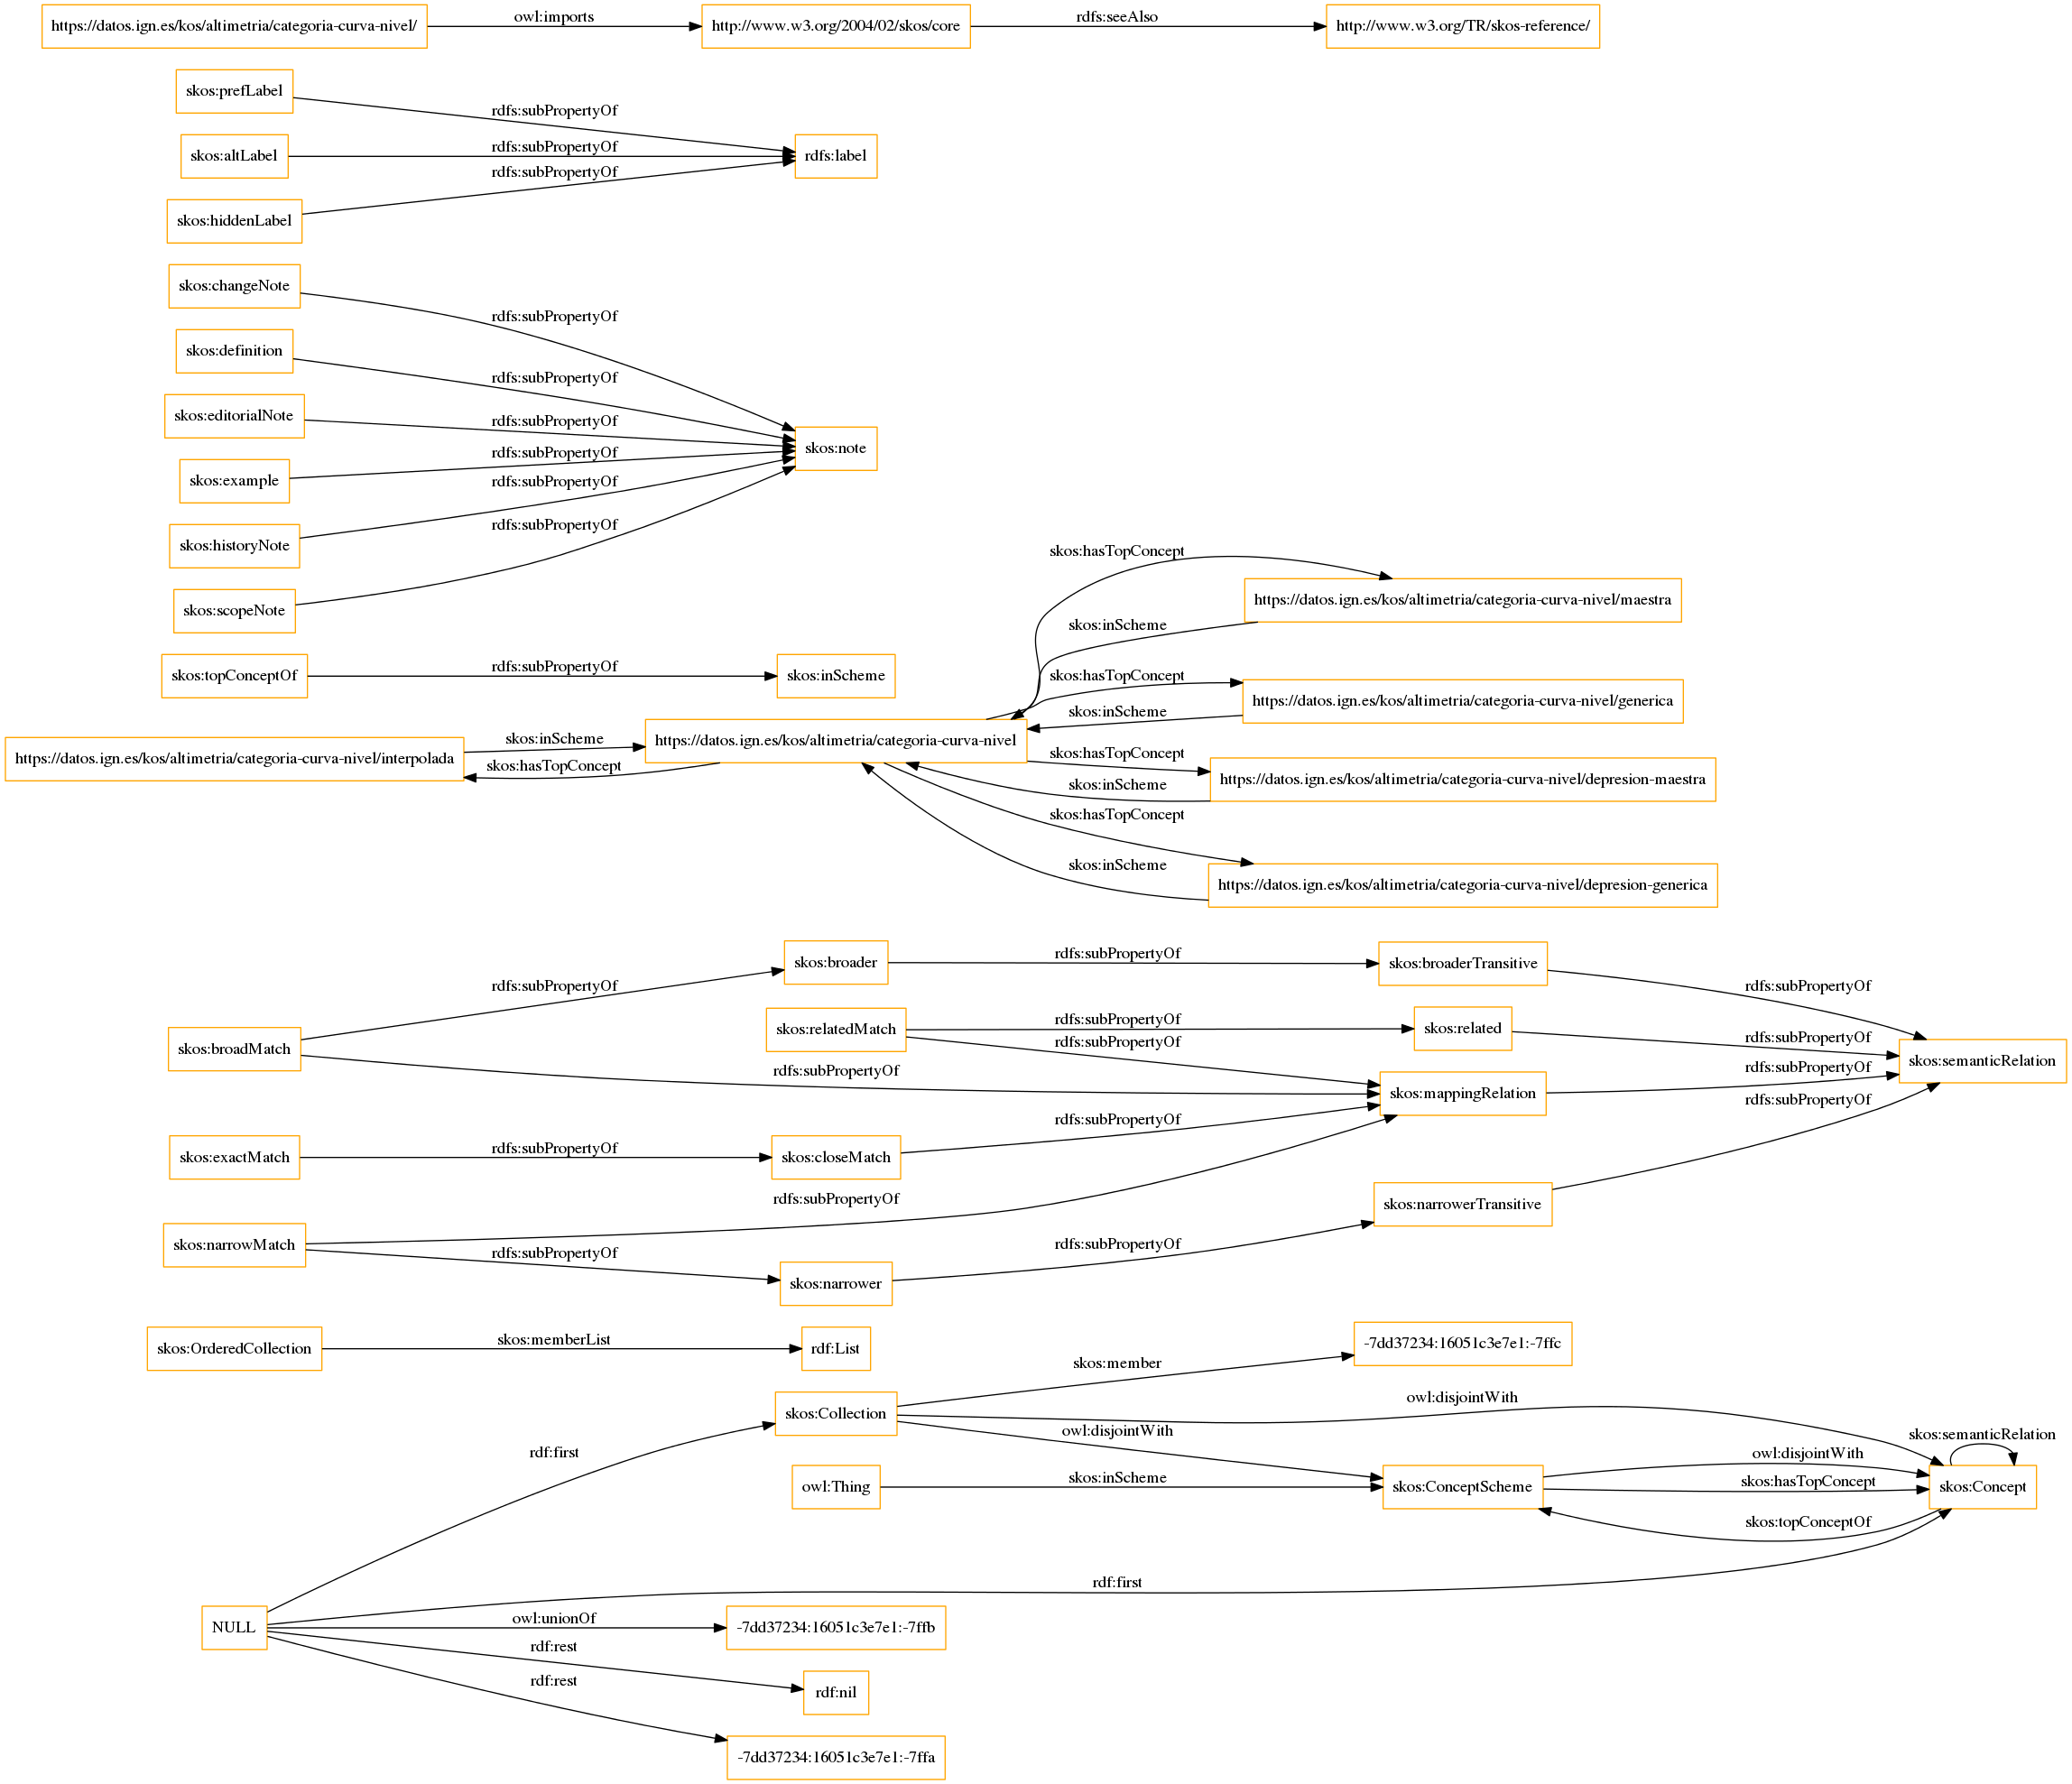 https://datos.ign.es/kos/altimetria/categoria-curva-nivel/
owl:imports
http://www.w3.org/2004/02/skos/core
rdfs:seeAlso
http://www.w3.org/TR/skos-reference/
skos:prefLabel
rdfs:subPropertyOf
skos:altLabel
rdfs:subPropertyOf
rdfs:label
skos:hiddenLabel
rdfs:subPropertyOf
skos:changeNote
rdfs:subPropertyOf
skos:definition
rdfs:subPropertyOf
skos:editorialNote
rdfs:subPropertyOf
skos:note
skos:example
rdfs:subPropertyOf
skos:historyNote
rdfs:subPropertyOf
skos:scopeNote
rdfs:subPropertyOf
skos:topConceptOf
rdfs:subPropertyOf
skos:inScheme
https://datos.ign.es/kos/altimetria/categoria-curva-nivel/interpolada
skos:inScheme
skos:hasTopConcept
https://datos.ign.es/kos/altimetria/categoria-curva-nivel
skos:hasTopConcept
https://datos.ign.es/kos/altimetria/categoria-curva-nivel/maestra
skos:inScheme
skos:hasTopConcept
https://datos.ign.es/kos/altimetria/categoria-curva-nivel/generica
skos:inScheme
skos:hasTopConcept
https://datos.ign.es/kos/altimetria/categoria-curva-nivel/depresion-maestra
skos:inScheme
skos:hasTopConcept
https://datos.ign.es/kos/altimetria/categoria-curva-nivel/depresion-generica
skos:inScheme
skos:broadMatch
rdfs:subPropertyOf
skos:broader
rdfs:subPropertyOf
skos:broaderTransitive
rdfs:subPropertyOf
skos:relatedMatch
rdfs:subPropertyOf
skos:related
rdfs:subPropertyOf
skos:semanticRelation
rdfs:subPropertyOf
rdfs:subPropertyOf
skos:mappingRelation
rdfs:subPropertyOf
skos:exactMatch
rdfs:subPropertyOf
skos:closeMatch
rdfs:subPropertyOf
rdfs:subPropertyOf
skos:narrowMatch
rdfs:subPropertyOf
rdfs:subPropertyOf
skos:narrower
rdfs:subPropertyOf
skos:narrowerTransitive
skos:OrderedCollection
skos:memberList
rdf:List
skos:member
-7dd37234:16051c3e7e1:-7ffc
skos:Collection
owl:disjointWith
owl:disjointWith
rdf:first
owl:Thing
skos:inScheme
skos:ConceptScheme
owl:disjointWith
skos:hasTopConcept
skos:topConceptOf
skos:semanticRelation
skos:Concept
rdf:first
NULL
owl:unionOf
-7dd37234:16051c3e7e1:-7ffb
rdf:rest
rdf:nil
rdf:rest
-7dd37234:16051c3e7e1:-7ffa